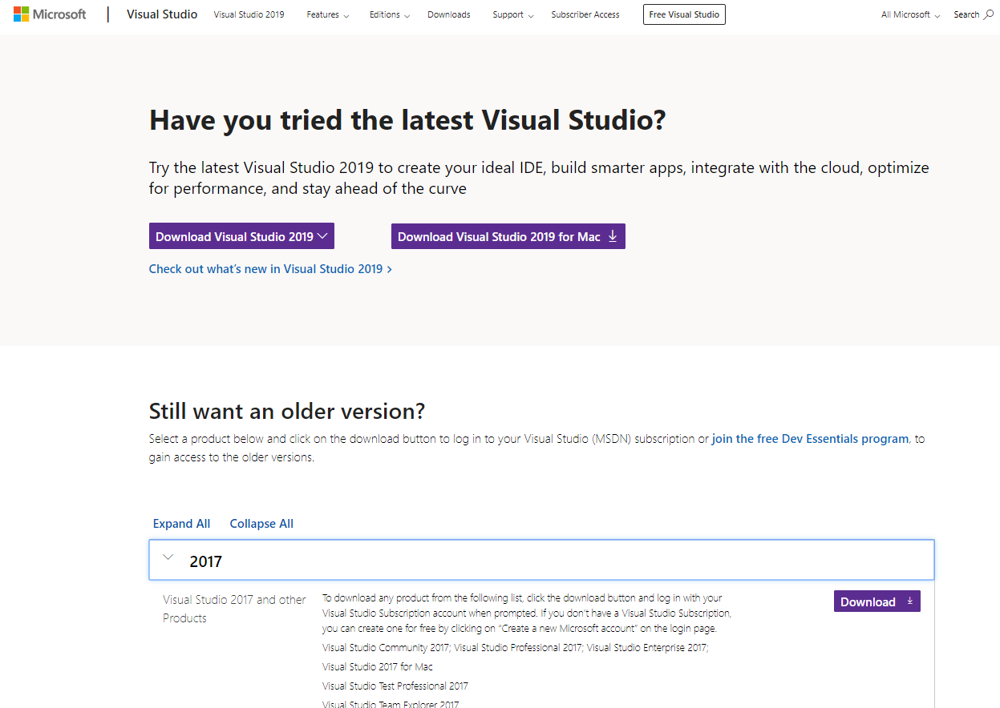 Microsoft Visual Studio Visual Studio 2019 Features Editions Downloads Support Subscriber Access Free Visual Studio All Microsoft Search
Have you tried the latest Visual Studio?
Try the latest Visual Studio 2019 to create your ideal IDE, build smarter apps, integrate with the cloud, optimize
for performance, and stay ahead of the curve
Download Visual Studio 2019 Download Visual Studio 2019 for Mac
Check out what's new in Visual Studio 2019
Still want an older version?
Select a product below and click on the download button to log in to your Visual Studio (MSDN) subscription or join the free Dev Essentials program, to
gain access to the older versions.
Expand All Collapse All
2017
Visual Studio 2017 and other
Products
To download any product from the following list, click the download button and log in with your
Visual Studio Subscription account when prompted. If you don't have a Visual Studio Subscription,
you can create one for free by clicking on “Create a new Microsoft account” on the login page.
Visual Studio Community 2017; Visual Studio Professional 2017; Visual Studio Enterprise 2017;
Visual Studio 2017 for Mac
Visual Studio Test Professional 2017
Visual Studio Team Explorer 2017
Download